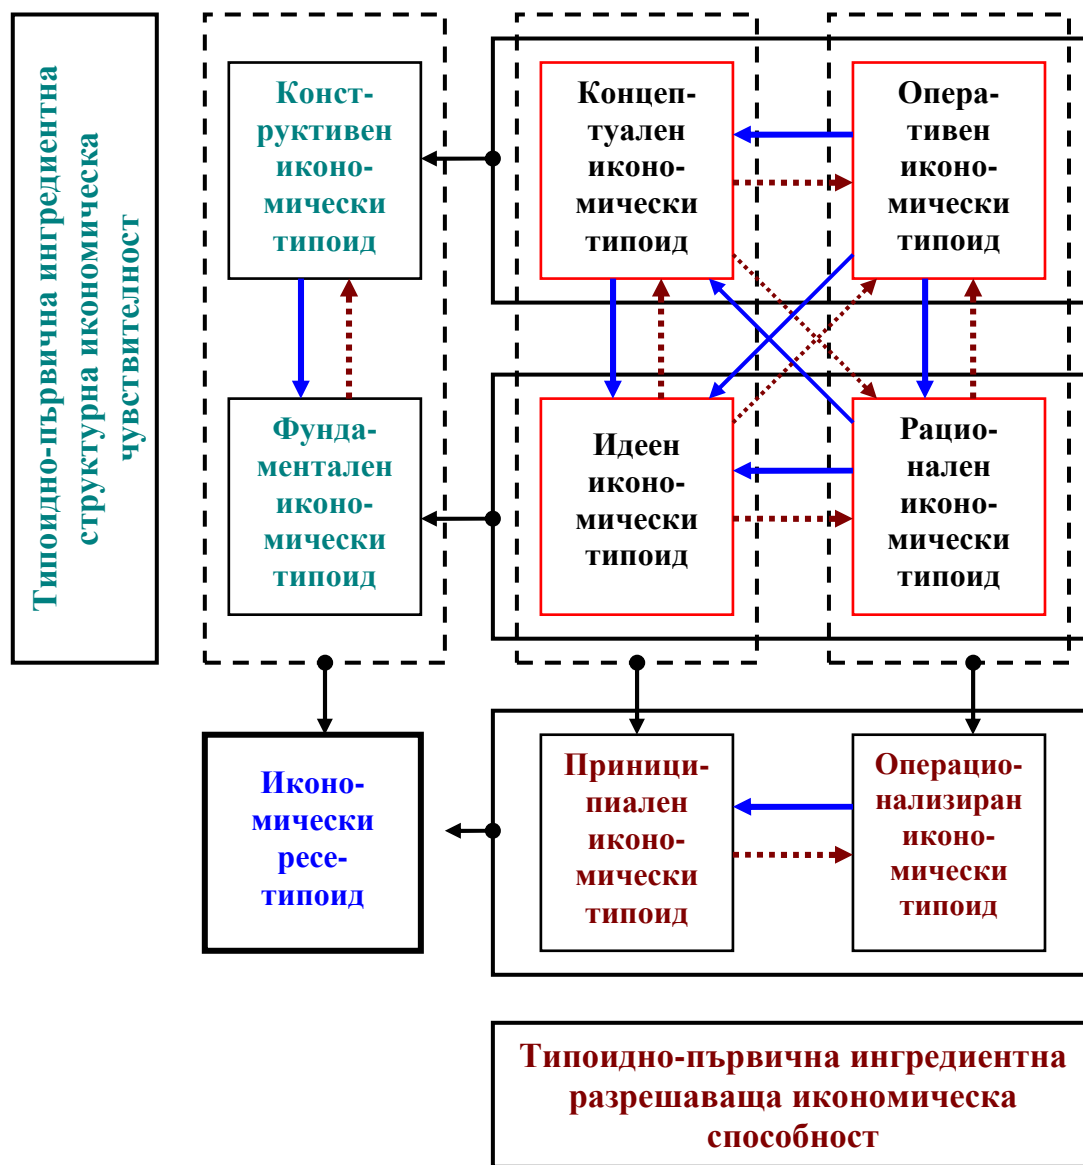 Типоидно-първична ингредиентна
структурна икономическа
чувствителност
Конст-
руктивен
иконо-
мически
типоид
Концеп-
туален
иконо-
мически
типоид
Опера-
тивен
иконо-
мически
типоид
Фунда-
ментален
иконо-
мически
типоид
Идеен
иконо-
мически
типоид
Рацио-
нален
иконо-
мически
типоид
Иконо-
мически
ресе-
типоид
Приници-
пиален
иконо-
мически
типоид
Операцио-
нализиран
иконо-
мически
типоид
Типоидно-първична ингредиентна
разрешаваща икономическа
способност